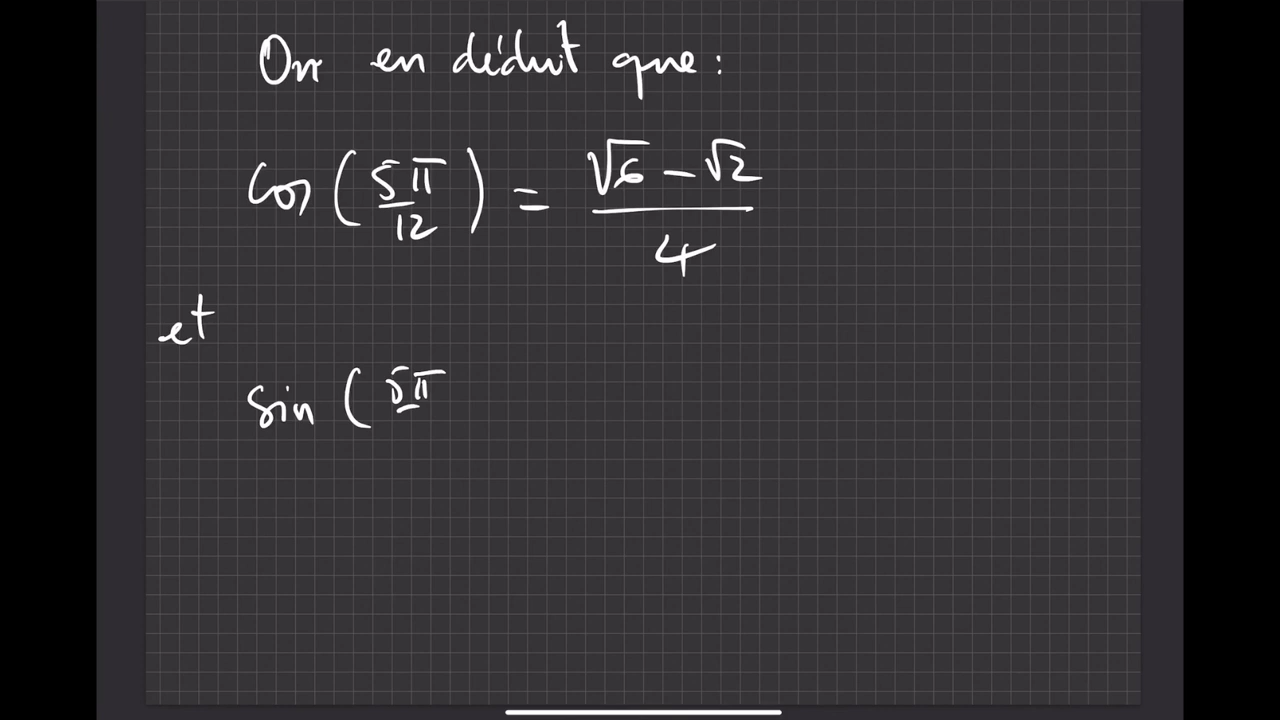 On en déduit que :
cos ( 5π/12 ) = (√6 - √2)/4
et
sin ( 5π